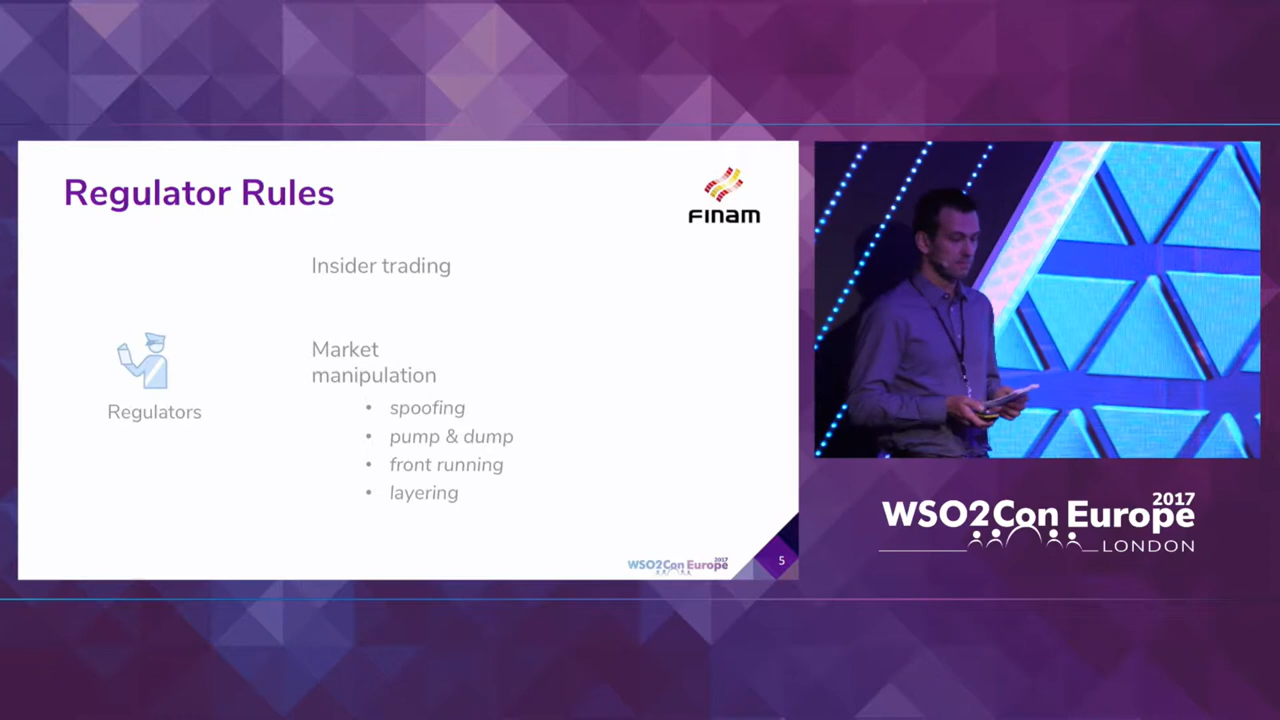 Regulator Rules
FINAM
Insider trading
Market
manipulation
• spoofing
• pump & dump
• front running
• layering
Regulators
WSO2Con Europe 2017
5
WSO2Con Europe 2017
LONDON